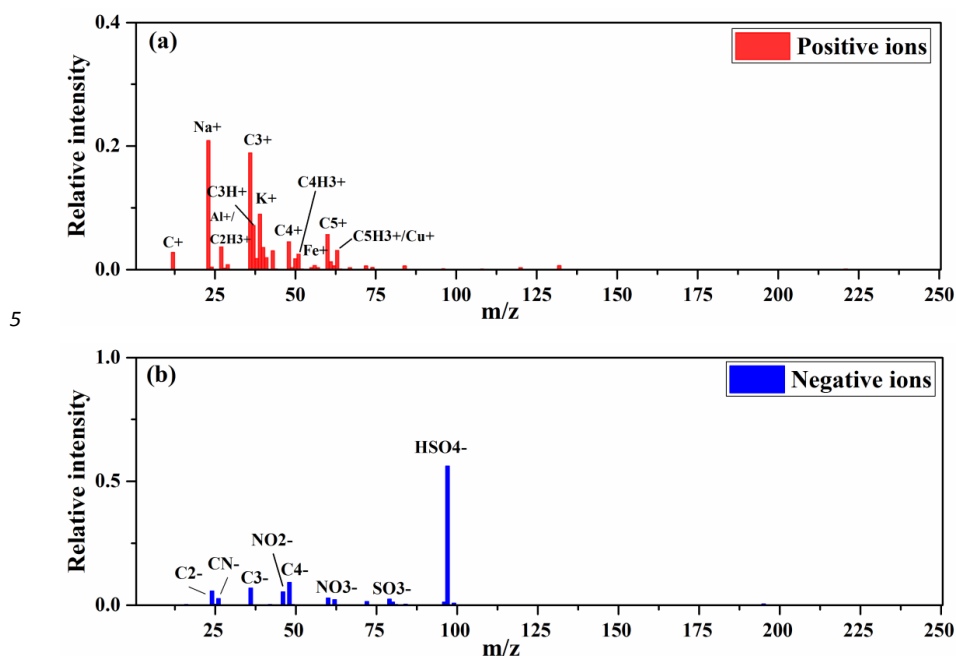 (a)
Positive ions
Relative intensity
0.4
0.2
0.0
Na+
C3+
C3H+
K+
C4H3+
Al+/
C2H3+
C+
C4+
Fe+
C5+
C5H3+/Cu+
25 50 75 100 125 150 175 200 225 250
m/z
5
(b)
Negative ions
Relative intensity
1.0
0.5
0.0
HSO4-
NO2-
C2-
CN-
C3-
C4-
NO3-
SO3-
25 50 75 100 125 150 175 200 225 250
m/z